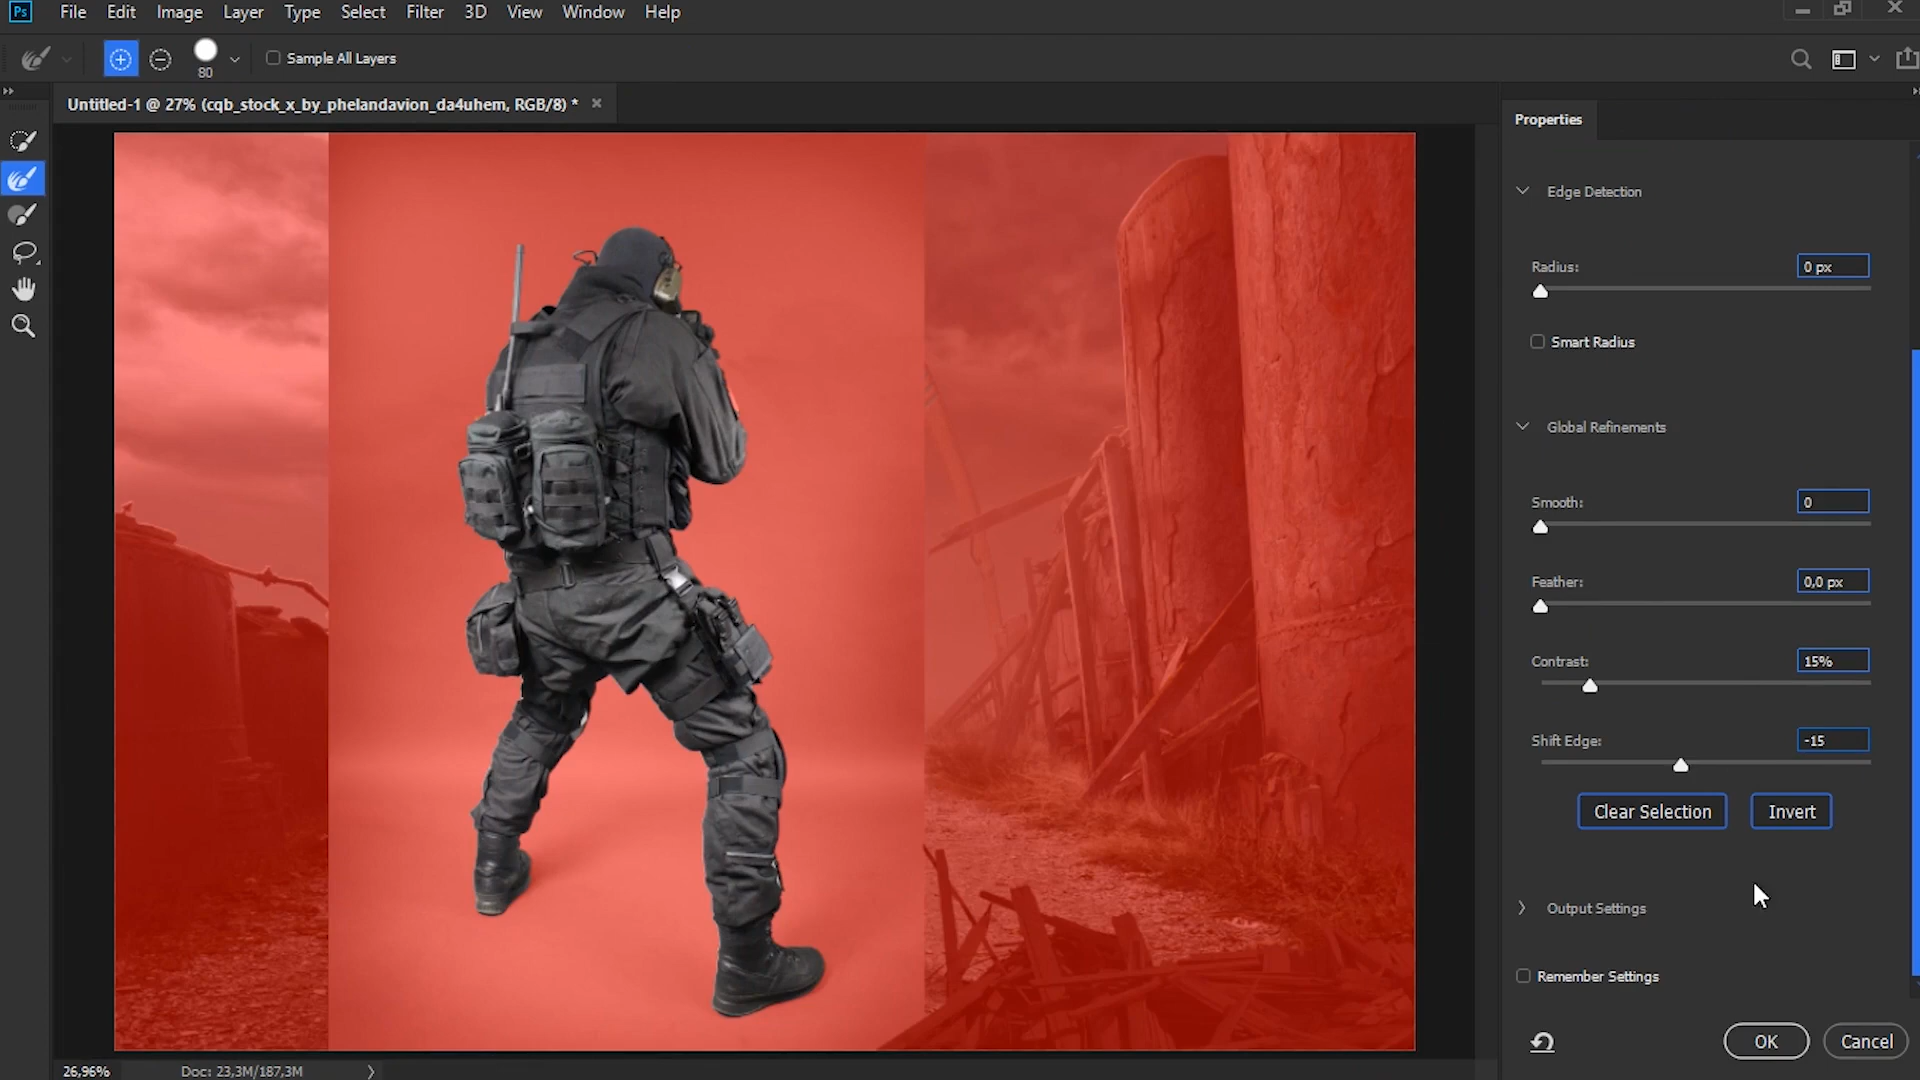 Ps File Edit Image Layer Type Select Filter 3D View Window Help
80 Sample All Layers
Untitled-1 @ 27% (cqb_stock_x_by_phelandavion_da4uhem, RGB/8) *
Properties
Edge Detection
Radius: 0 px
Smart Radius
Global Refinements
Smooth: 0
Feather: 0,0 px
Contrast: 15%
Shift Edge: -15
Clear Selection Invert
Output Settings
Remember Settings
OK Cancel
26,96% Doc: 23,3M/187,3M